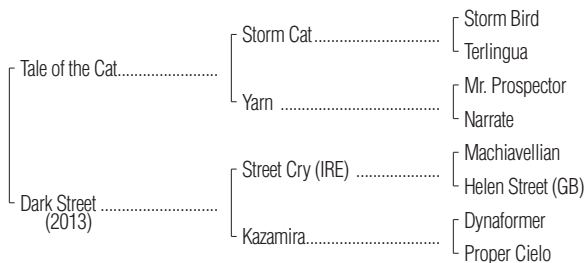 Storm Bird
Storm Cat
Terlingua
Tale of the Cat
Mr. Prospector
Yarn
Narrate
Machiavellian
Street Cry (IRE)
Helen Street (GB)
Dark Street
(2013)
Dynaformer
Kazamira
Proper Cielo